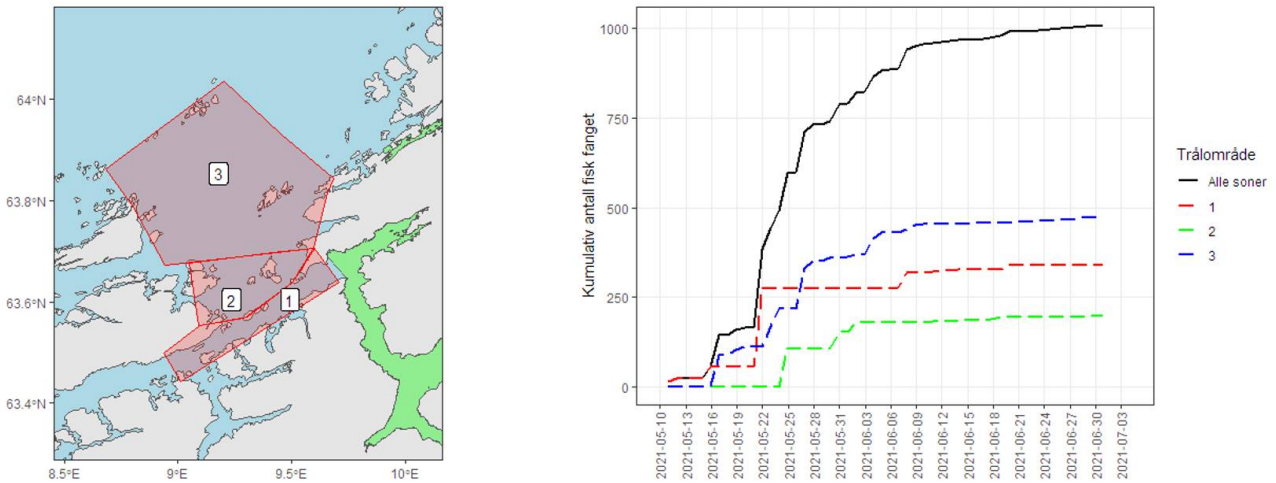 64°N
63.8°N
63.6°N
63.4°N
8.5°E
9°E
9.5°E
10°E
3
2
1
Kumulativ antall fisk fanget
1000
750
500
250
0
2021-05-10
2021-05-13
2021-05-16
2021-05-19
2021-05-22
2021-05-25
2021-05-28
2021-05-31
2021-06-03
2021-06-06
2021-06-09
2021-06-12
2021-06-15
2021-06-18
2021-06-21
2021-06-24
2021-06-27
2021-06-30
2021-07-03
Trålområde
Alle soner
1
2
3